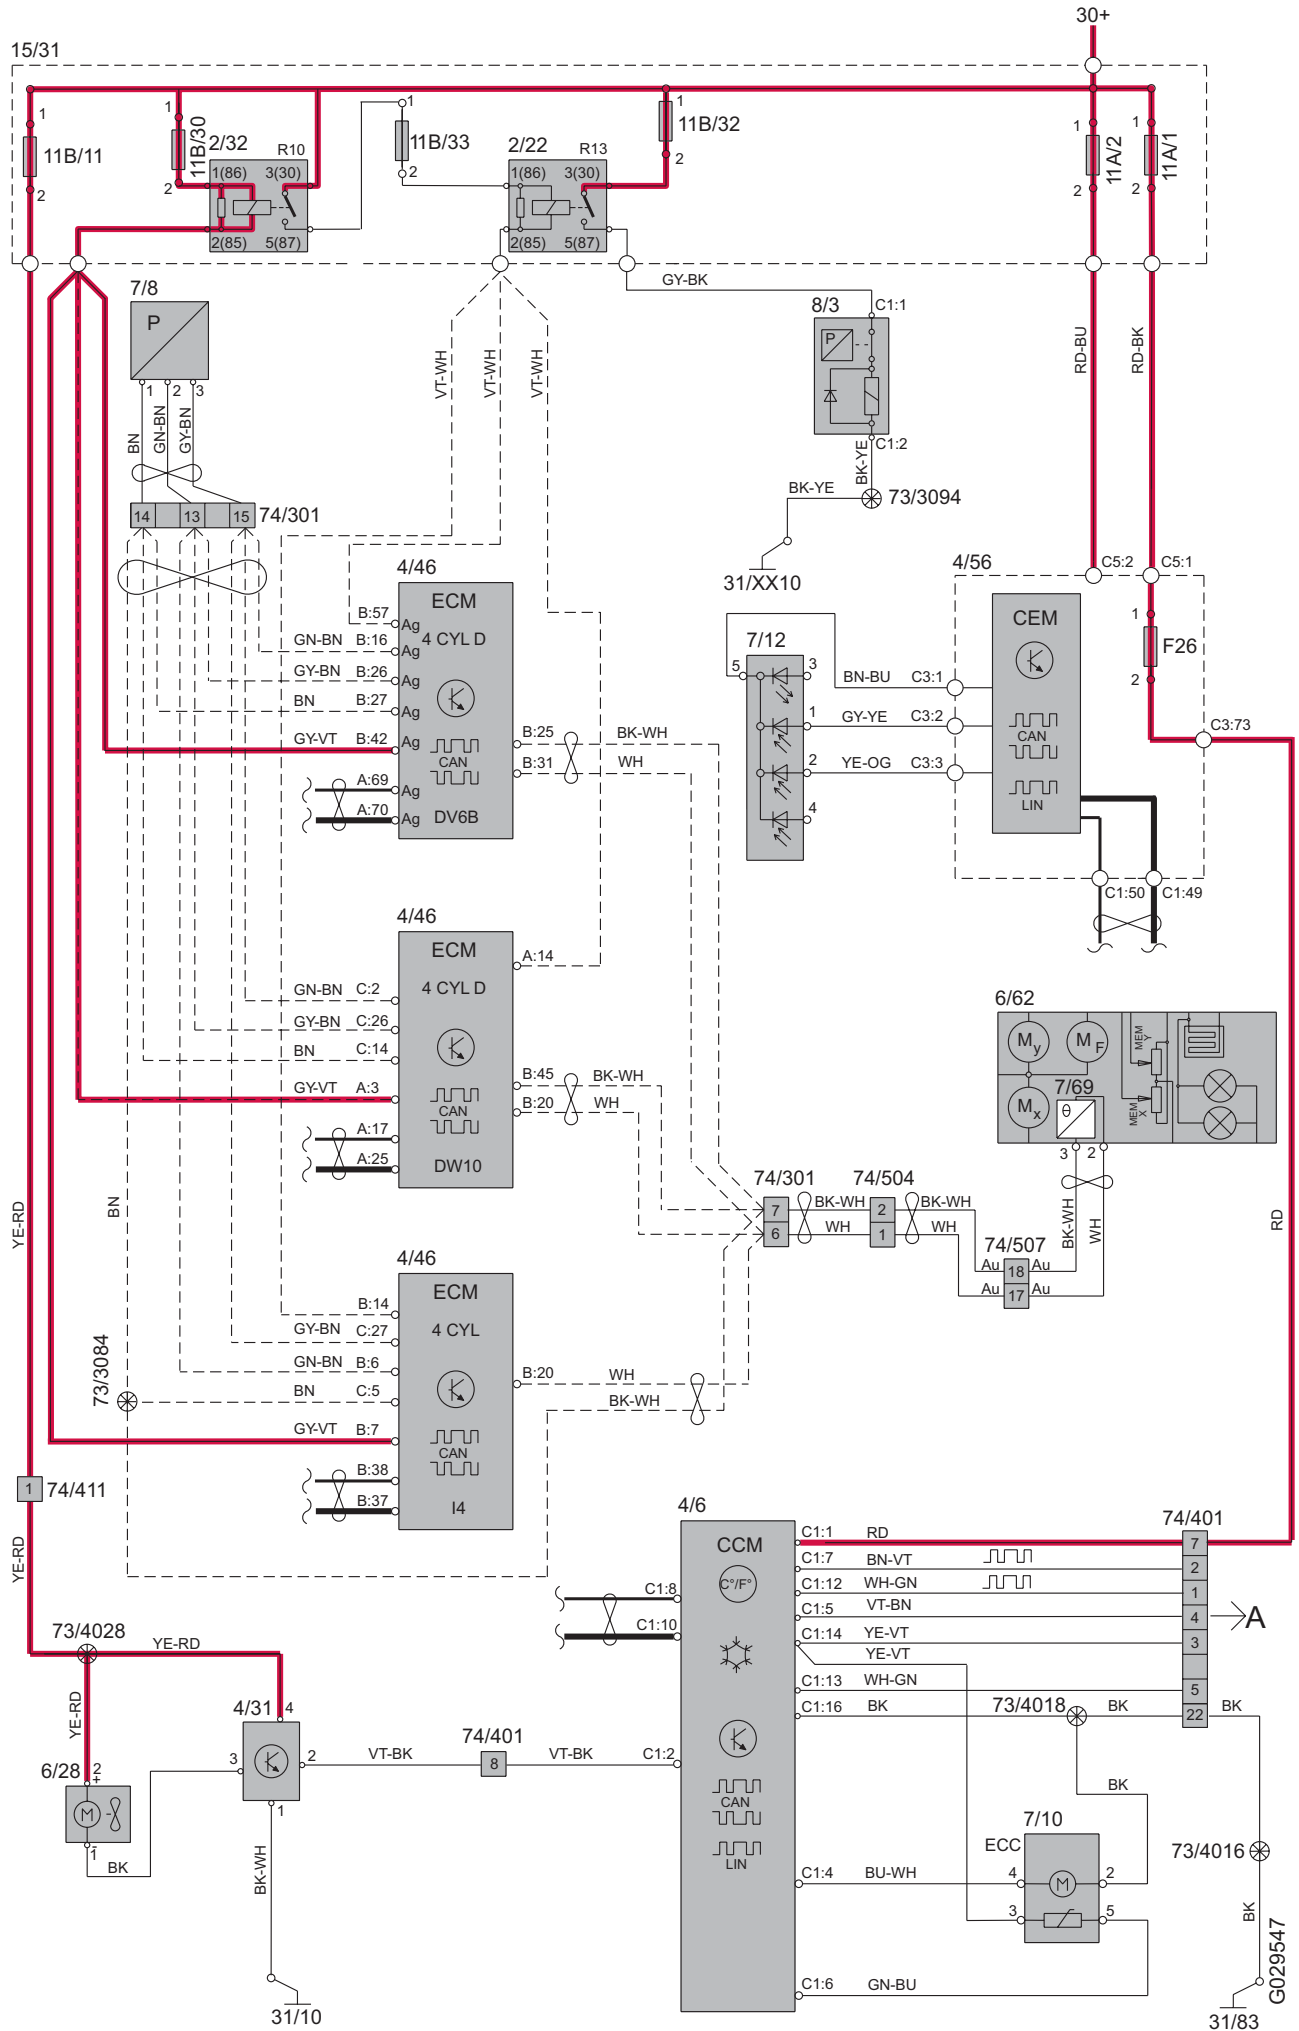 30+
15/31
1
11B/11
2
1
11B/30
2
2/32
R10
1(86)
3(30)
2(85)
5(87)
1
11B/33
2
2/22
R13
1(86)
3(30)
2(85)
5(87)
1
11B/32
2
1
11A/2
2
1
11A/1
2
7/8
P
1
2
3
BN
GN-BN
GY-BN
14
13
15
74/301
VT-WH
VT-WH
VT-WH
GY-BK
8/3
C1:1
P
C1:2
BK-YE
BK-YE
73/3094
31/XX10
RD-BU
RD-BK
4/56
C5:2
C5:1
CEM
CAN
LIN
1
F26
2
C3:73
7/12
5
3
1
2
4
BN-BU
C3:1
GY-YE
C3:2
YE-OG
C3:3
C1:50
C1:49
4/46
ECM
4 CYL D
CAN
DV6B
B:57
Ag
GN-BN
B:16
Ag
GY-BN
B:26
Ag
BN
B:27
Ag
GY-VT
B:42
Ag
A:69
Ag
A:70
Ag
B:25
BK-WH
B:31
WH
4/46
ECM
4 CYL D
CAN
DW10
A:14
GN-BN
C:2
GY-BN
C:26
BN
C:14
GY-VT
A:3
A:17
A:25
B:45
BK-WH
B:20
WH
6/62
My
MF
Mx
7/69
θ
MEM Y
MEM X
3
2
BK-WH
WH
74/301
7
6
BK-WH
WH
74/504
2
1
BK-WH
WH
74/507
Au
18
Au
Au
17
Au
RD
YE-RD
BN
73/3084
4/46
ECM
4 CYL
CAN
I4
B:14
GY-BN
C:27
GN-BN
B:6
BN
C:5
GY-VT
B:7
B:38
B:37
B:20
WH
BK-WH
1
74/411
YE-RD
73/4028
YE-RD
YE-RD
4/31
4
3
2
1
6/28
2
+
M
-
1
BK
BK-WH
31/10
VT-BK
74/401
8
VT-BK
4/6
CCM
C°/F°
CAN
LIN
C1:8
C1:10
C1:2
C1:1
RD
C1:7
BN-VT
C1:12
WH-GN
C1:5
VT-BN
C1:14
YE-VT
YE-VT
C1:13
WH-GN
C1:16
BK
C1:4
BU-WH
C1:6
GN-BU
74/401
7
2
1
4
3
5
22
A
73/4018
BK
BK
BK
7/10
ECC
4
M
2
3
5
73/4016
BK
31/83
G029547